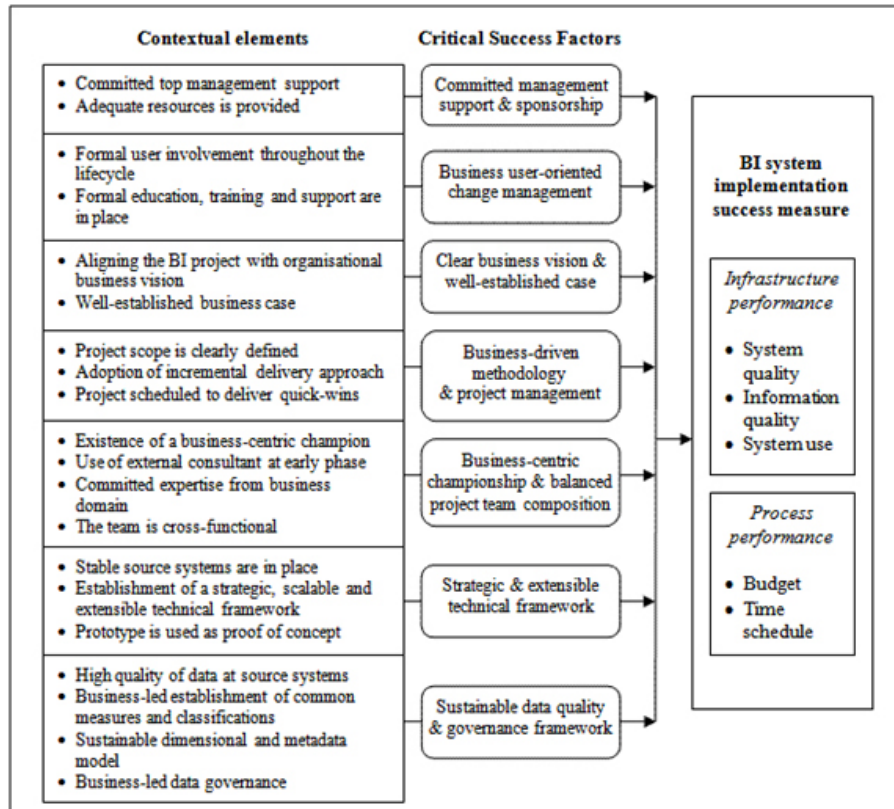 Contextual elements
Critical Success Factors
• Committed top management support
• Adequate resources is provided
Committed management
support & sponsorship
• Formal user involvement throughout the
lifecycle
• Formal education, training and support are
in place
Business user-oriented
change management
• Aligning the BI project with organisational
business vision
• Well-established business case
Clear business vision &
well-established case
• Project scope is clearly defined
• Adoption of incremental delivery approach
• Project scheduled to deliver quick-wins
Business-driven
methodology
& project management
• Existence of a business-centric champion
• Use of external consultant at early phase
• Committed expertise from business
domain
• The team is cross-functional
Business-centric
championship & balanced
project team composition
• Stable source systems are in place
• Establishment of a strategic, scalable and
extensible technical framework
• Prototype is used as proof of concept
Strategic & extensible
technical framework
• High quality of data at source systems
• Business-led establishment of common
measures and classifications
• Sustainable dimensional and metadata
model
• Business-led data governance
Sustainable data quality
& governance framework
BI system
implementation
success measure
Infrastructure
performance
• System
quality
• Information
quality
• System use
Process
performance
• Budget
• Time
schedule